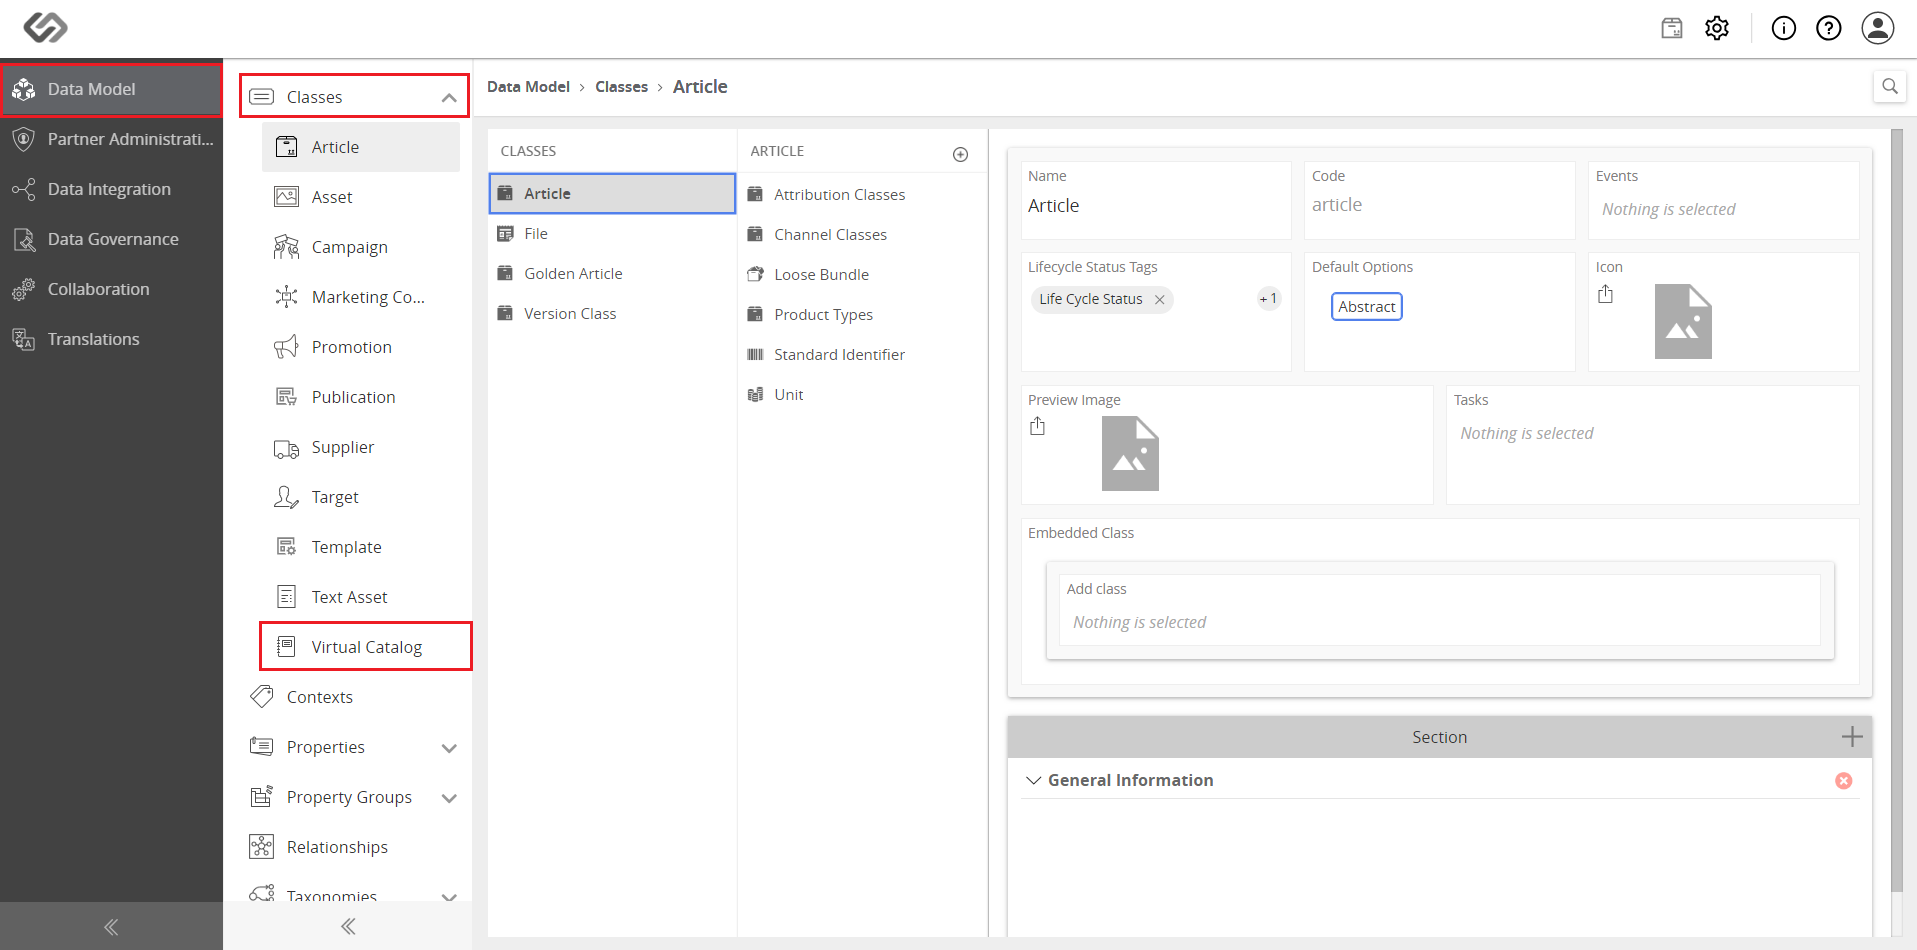 Data Model
Partner Administrati...
Data Integration
Data Governance
Collaboration
Translations
Classes
Article
Asset
Campaign
Marketing Co...
Promotion
Publication
Supplier
Target
Template
Text Asset
Virtual Catalog
Contexts
Properties
Property Groups
Relationships
Taxonomies
Data Model > Classes > Article
CLASSES
Article
File
Golden Article
Version Class
ARTICLE
Attribution Classes
Channel Classes
Loose Bundle
Product Types
Standard Identifier
Unit
Name
Article
Code
article
Events
Nothing is selected
Lifecycle Status Tags
Life Cycle Status
+1
Default Options
Abstract
Icon
Preview Image
Tasks
Nothing is selected
Embedded Class
Add class
Nothing is selected
Section
General Information